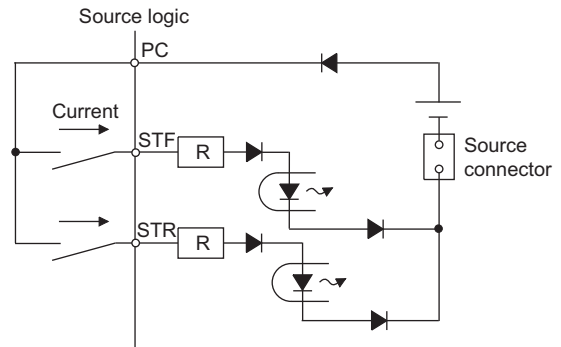 Source logic
PC
Current
STF
R
Source
connector
STR
R